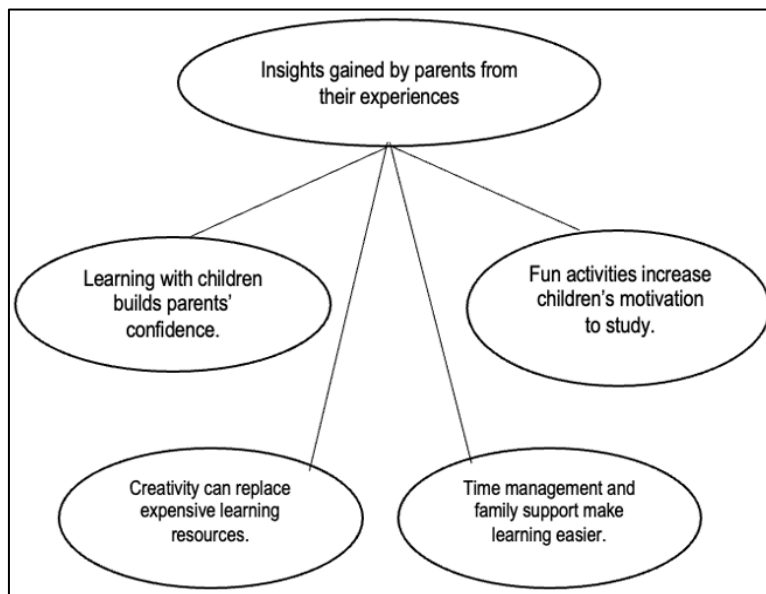 Insights gained by parents from
their experiences
Learning with children
builds parents’
confidence.
Fun activities increase
children’s motivation
to study.
Creativity can replace
expensive learning
resources.
Time management and
family support make
learning easier.